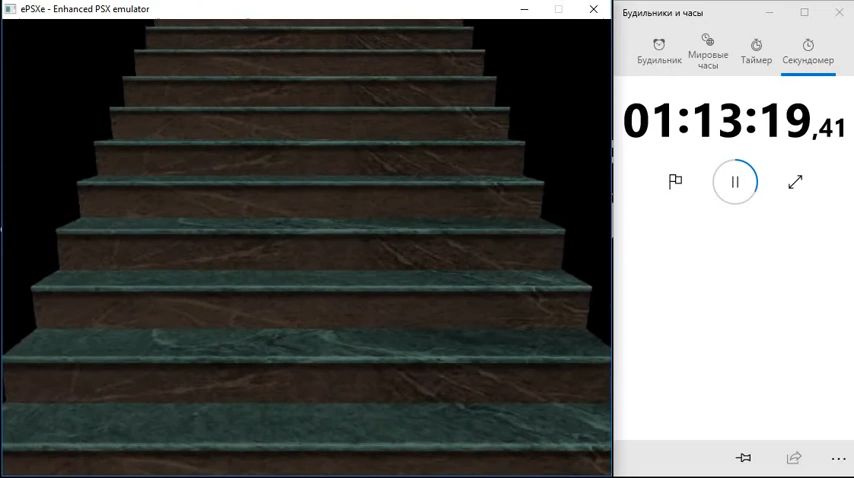 ePSXe - Enhanced PSX emulator
Будильники и часы
Будильник
Мировые часы
Таймер
Секундомер
01:13:19,41